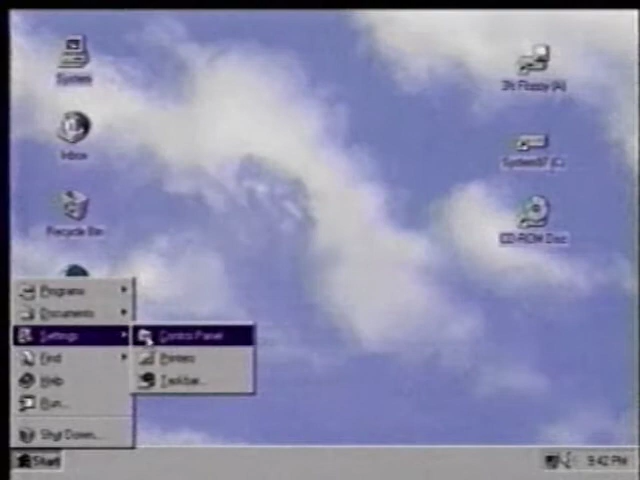 System
3½ Floppy (A)
Inbox
System97 (C)
Recycle Bin
CD-ROM Disc
Programs
Documents
Settings
Control Panel
Find
Printers
Help
Taskbar...
Run...
Shut Down...
Start
9:42 PM